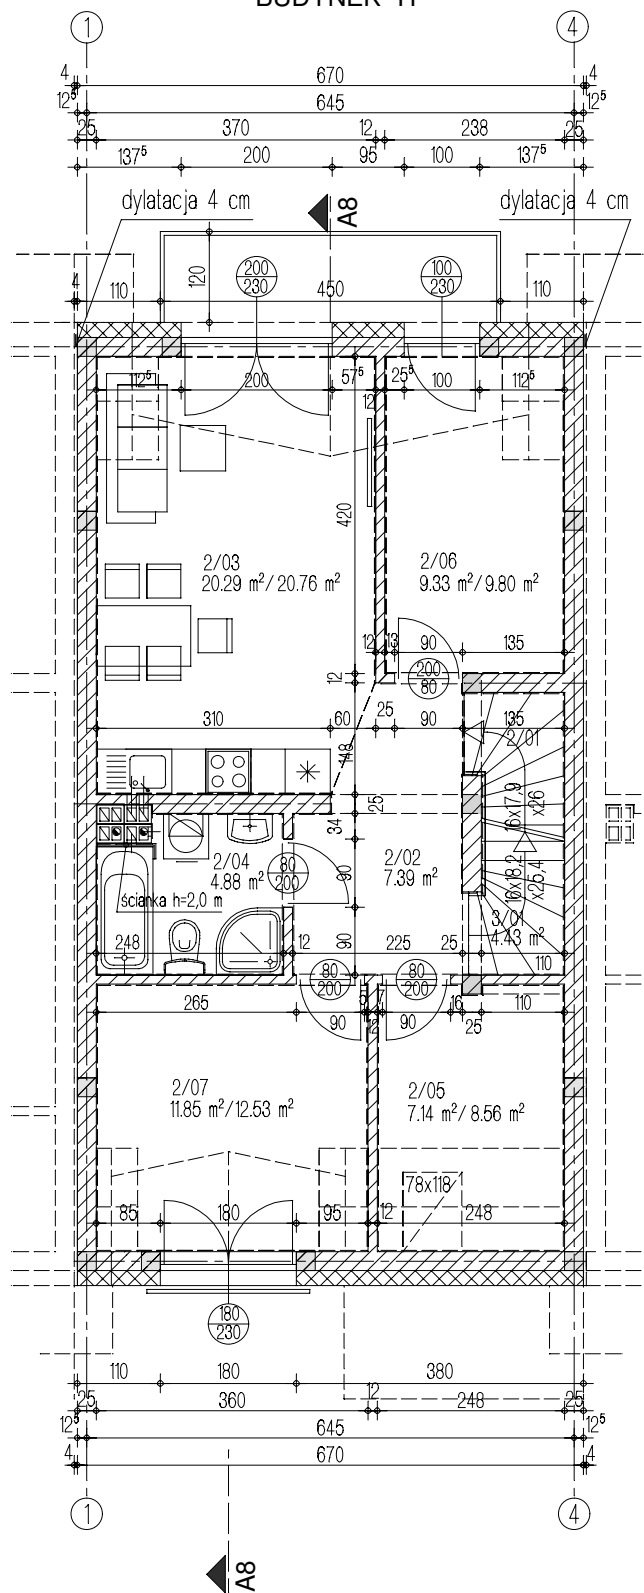 BUDYNEK H
1 4
4 670 4
12⁵ 645 12⁵
25 370 12 238 25
137⁵ 200 95 100 137⁵
dylatacja 4 cm
A8
dylatacja 4 cm
120
200
230
100
230
4 110 450 110
112⁵ 200 57⁵ 25⁵ 100 112⁵
12
420
2/03
20.29 m²/20.76 m²
2/06
9.33 m²/9.80 m²
12 13 90 135
12
200
80
310 60 25 90 135
148
2/01
25
34
16x17,9
x26
2/04
4.88 m²
80
200
2/02
7.39 m²
16x18,2
x25,4
ścianka h=2,0 m
90
3/01
4.43 m²
248 12 90 225 25 110
80
200
80
200
265 90 5 12 7 90 16 25 110
2/07
11.85 m²/12.53 m²
2/05
7.14 m²/8.56 m²
78x118
85 180 95 12 248
180
230
110 180 380
25 360 12 248 25
12⁵ 645 12⁵
4 670 4
1 4
A8